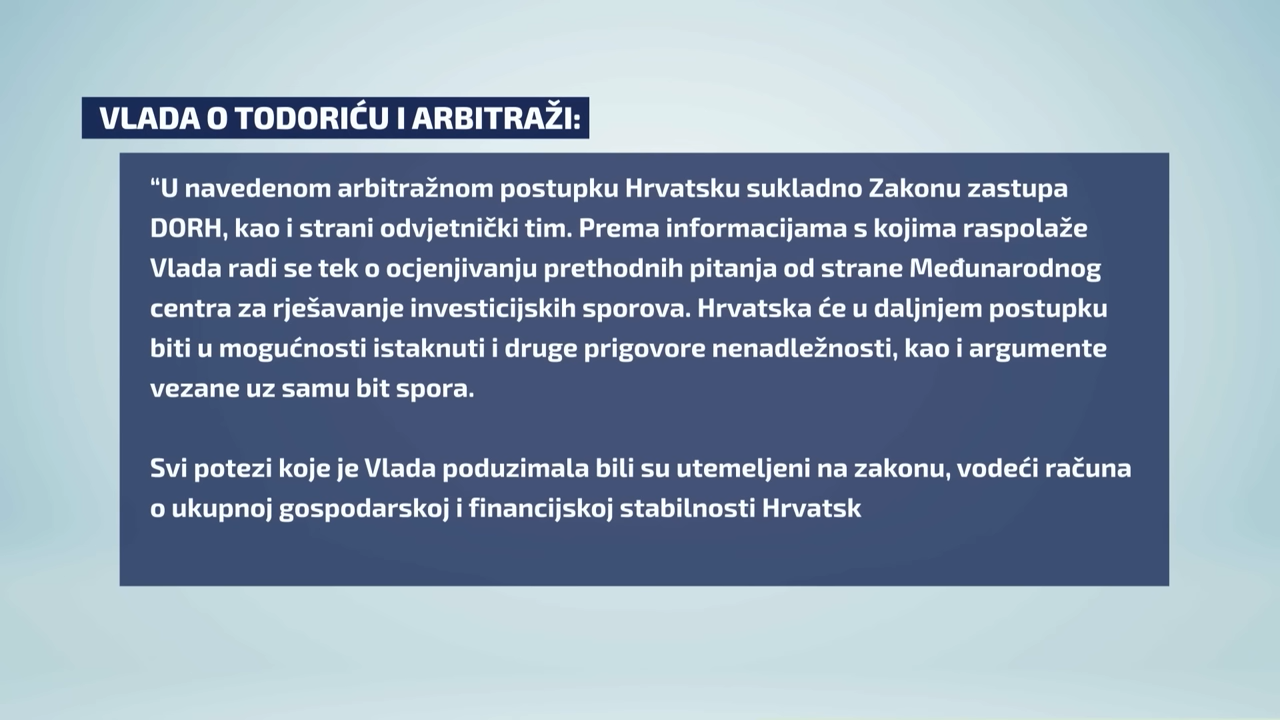 VLADA O TODORIĆU I ARBITRAŽI:
“U navedenom arbitražnom postupku Hrvatsku sukladno Zakonu zastupa
DORH, kao i strani odvjetnički tim. Prema informacijama s kojima raspolaže
Vlada radi se tek o ocjenjivanju prethodnih pitanja od strane Međunarodnog
centra za rješavanje investicijskih sporova. Hrvatska će u daljnjem postupku
biti u mogućnosti istaknuti i druge prigovore nenadležnosti, kao i argumente
vezane uz samu bit spora.
Svi potezi koje je Vlada poduzimala bili su utemeljeni na zakonu, vodeći računa
o ukupnoj gospodarskoj i financijskoj stabilnosti Hrvatsk